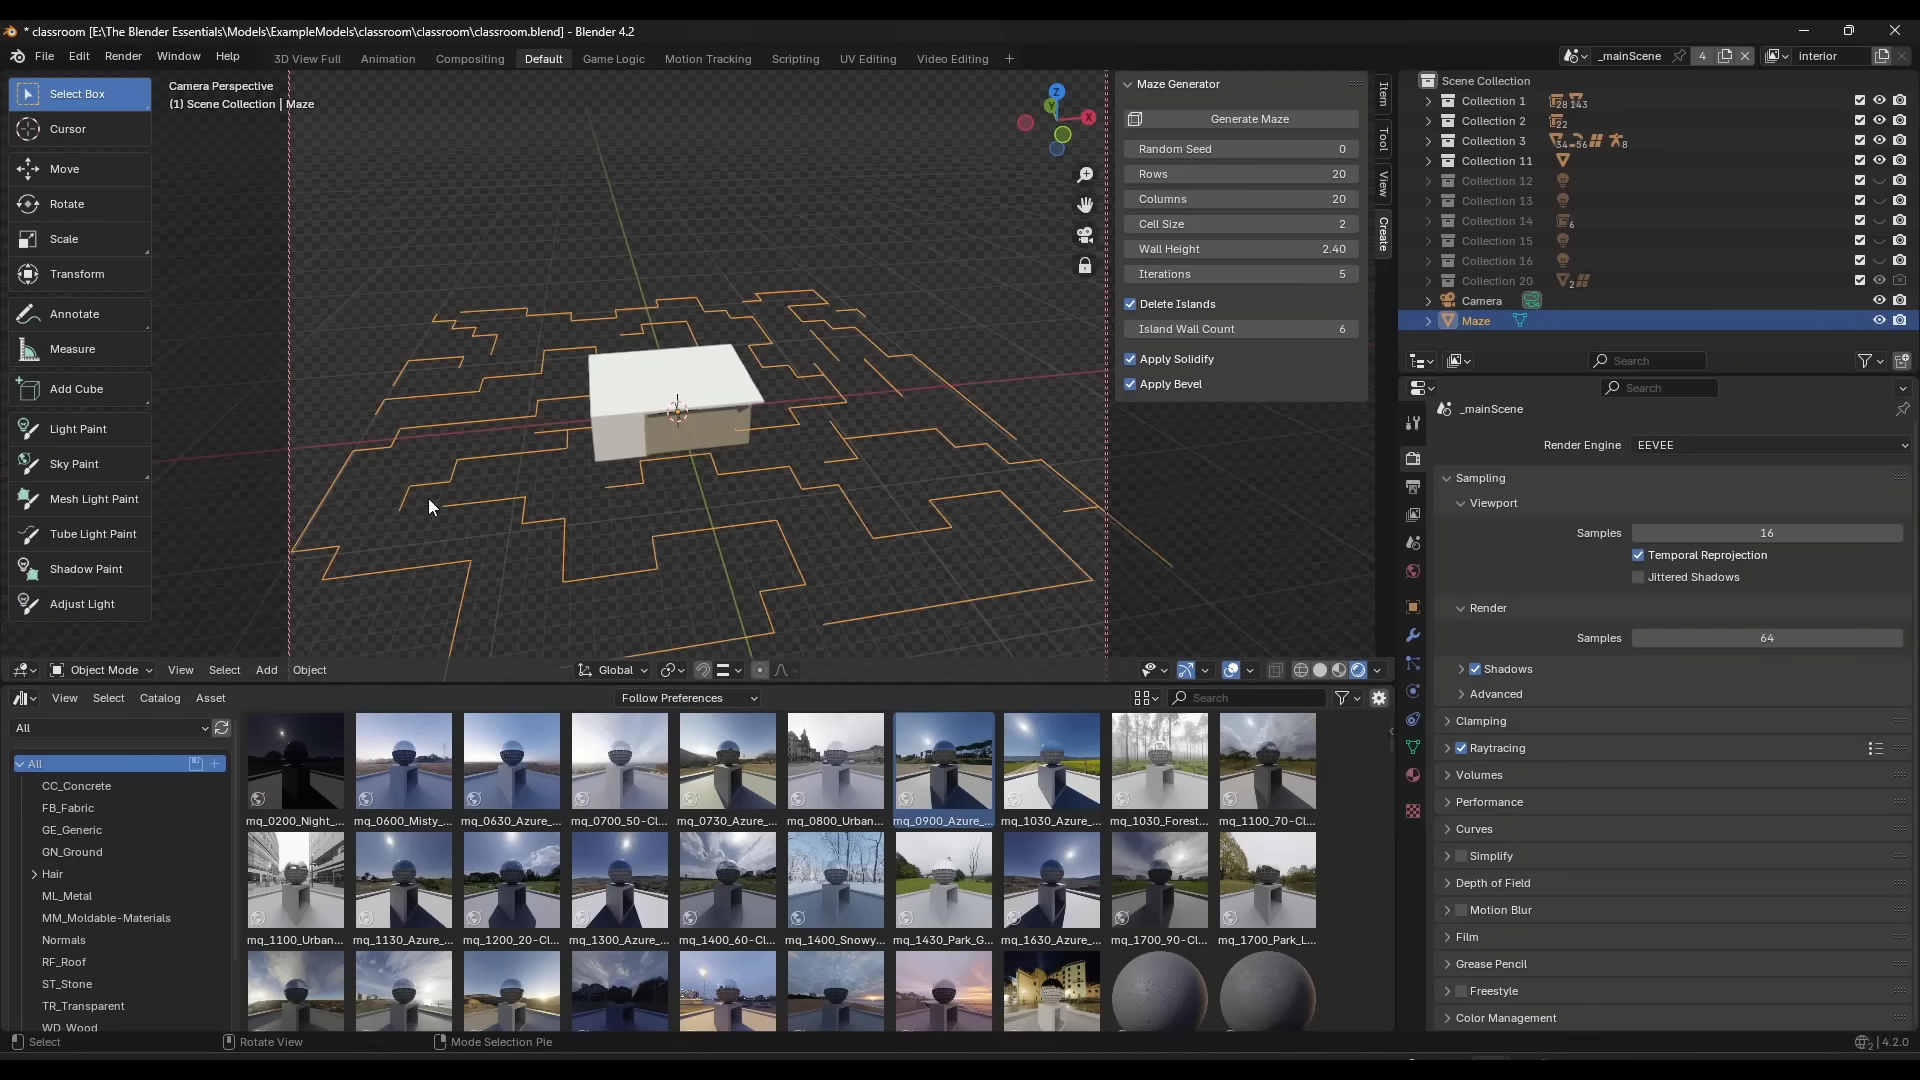 * classroom [E:\The Blender Essentials\Models\ExampleModels\classroom\classroom\classroom.blend] - Blender 4.2
File Edit Render Window Help 3D View Full Animation Compositing Default Game Logic Motion Tracking Scripting UV Editing Video Editing + _mainScene 4 interior
Select Box
Cursor
Move
Rotate
Scale
Transform
Annotate
Measure
Add Cube
Light Paint
Sky Paint
Mesh Light Paint
Tube Light Paint
Shadow Paint
Adjust Light
Camera Perspective
(1) Scene Collection | Maze
Z
Y
X
Maze Generator
Generate Maze
Random Seed 0
Rows 20
Columns 20
Cell Size 2
Wall Height 2.40
Iterations 5
Delete Islands
Island Wall Count 6
Apply Solidify
Apply Bevel
Item
Tool
View
Create
Object Mode View Select Add Object Global
Scene Collection
Collection 1 28 143
Collection 2 22
Collection 3 34 56 8
Collection 11
Collection 12
Collection 13
Collection 14 6
Collection 15
Collection 16
Collection 20 2
Camera
Maze
Search
Search
_mainScene
Render Engine EEVEE
Sampling
Viewport
Samples 16
Temporal Reprojection
Jittered Shadows
Render
Samples 64
Shadows
Advanced
Clamping
Raytracing
Volumes
Performance
Curves
Simplify
Depth of Field
Motion Blur
Film
Grease Pencil
Freestyle
Color Management
View Select Catalog Asset Follow Preferences Search
All
All
CC_Concrete
FB_Fabric
GE_Generic
GN_Ground
Hair
ML_Metal
MM_Moldable-Materials
Normals
RF_Roof
ST_Stone
TR_Transparent
WD_Wood
mq_0200_Night_... mq_0600_Misty_... mq_0630_Azure_... mq_0700_50-Cl... mq_0730_Azure_... mq_0800_Urban... mq_0900_Azure_... mq_1030_Azure_... mq_1030_Forest... mq_1100_70-Cl...
mq_1100_Urban... mq_1130_Azure_... mq_1200_20-Cl... mq_1300_Azure_... mq_1400_60-Cl... mq_1400_Snowy... mq_1430_Park_G... mq_1630_Azure_... mq_1700_90-Cl... mq_1700_Park_L...
Select Rotate View Mode Selection Pie 2 | 4.2.0